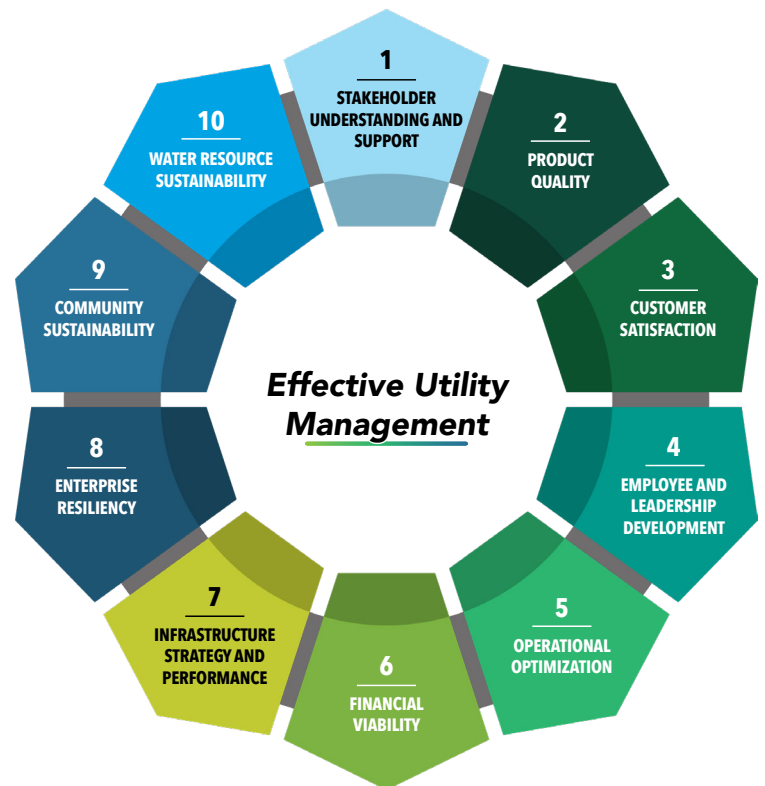 1
STAKEHOLDER
UNDERSTANDING AND
SUPPORT
2
PRODUCT
QUALITY
3
CUSTOMER
SATISFACTION
4
EMPLOYEE AND
LEADERSHIP
DEVELOPMENT
5
OPERATIONAL
OPTIMIZATION
6
FINANCIAL
VIABILITY
7
INFRASTRUCTURE
STRATEGY AND
PERFORMANCE
8
ENTERPRISE
RESILIENCY
9
COMMUNITY
SUSTAINABILITY
10
WATER RESOURCE
SUSTAINABILITY
Effective Utility
Management